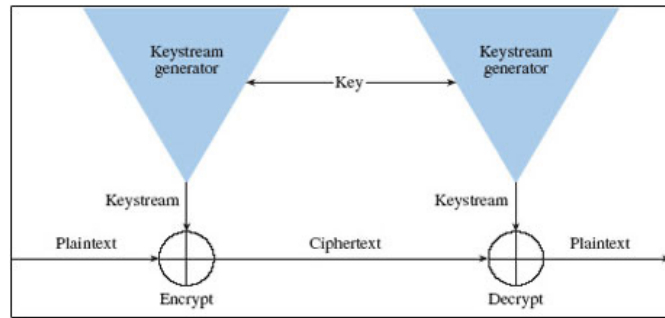 Keystream
generator
Keystream
generator
Key
Keystream
Keystream
Plaintext
Ciphertext
Plaintext
Encrypt
Decrypt